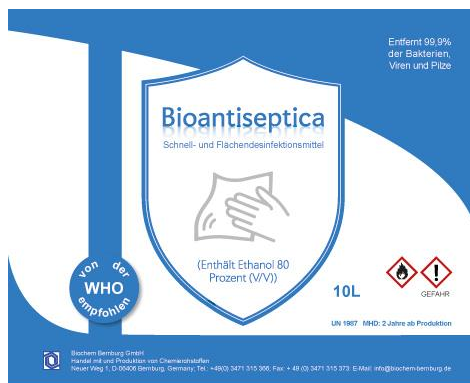 Entfernt 99,9%
der Bakterien,
Viren und Pilze
Bioantiseptica
Schnell- und Flächendesinfektionsmittel
(Enthält Ethanol 80
Prozent (V/V))
von der
WHO
empfohlen
10L
GEFAHR
UN 1987 MHD: 2 Jahre ab Produktion
Biochem Bernburg GmbH
Handel mit und Produktion von Chemierohstoffen
Neuer Weg 1, D-06406 Bernburg, Germany; Tel.: +49(0) 3471 315 366; Fax: + 49 (0)3471 315 373 E-Mail: info@biochem-bernburg.de